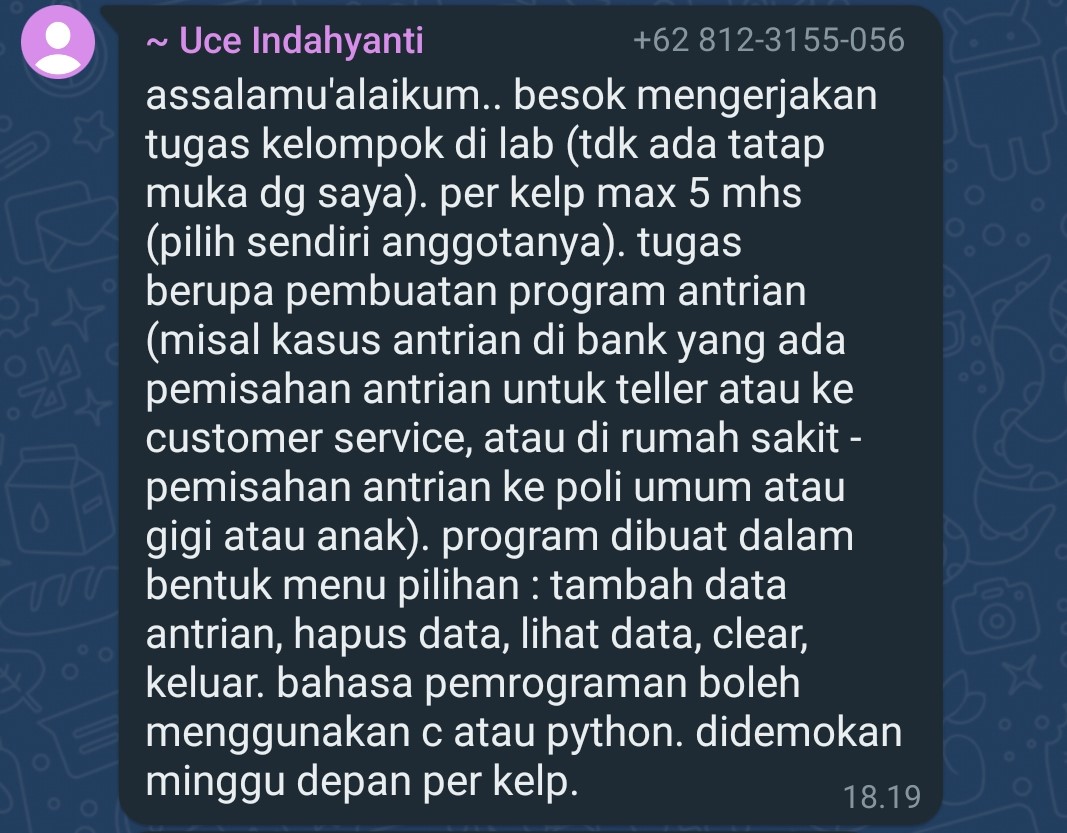 ~ Uce Indahyanti +62 812-3155-056
assalamu'alaikum.. besok mengerjakan
tugas kelompok di lab (tdk ada tatap
muka dg saya). per kelp max 5 mhs
(pilih sendiri anggotanya). tugas
berupa pembuatan program antrian
(misal kasus antrian di bank yang ada
pemisahan antrian untuk teller atau ke
customer service, atau di rumah sakit -
pemisahan antrian ke poli umum atau
gigi atau anak). program dibuat dalam
bentuk menu pilihan : tambah data
antrian, hapus data, lihat data, clear,
keluar. bahasa pemrograman boleh
menggunakan c atau python. didemokan
minggu depan per kelp.
18.19